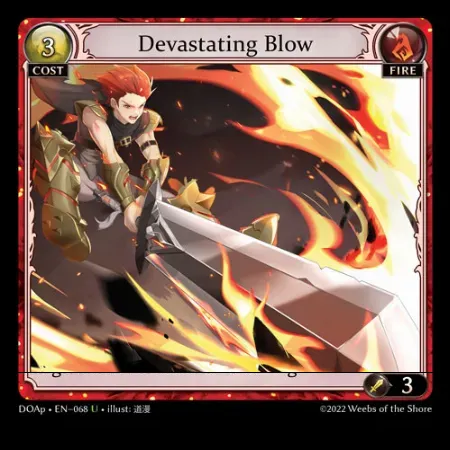 3
Devastating Blow
COST
FIRE
3
DOAp • EN-068 U • illust: 道漫
©2022 Weebs of the Shore